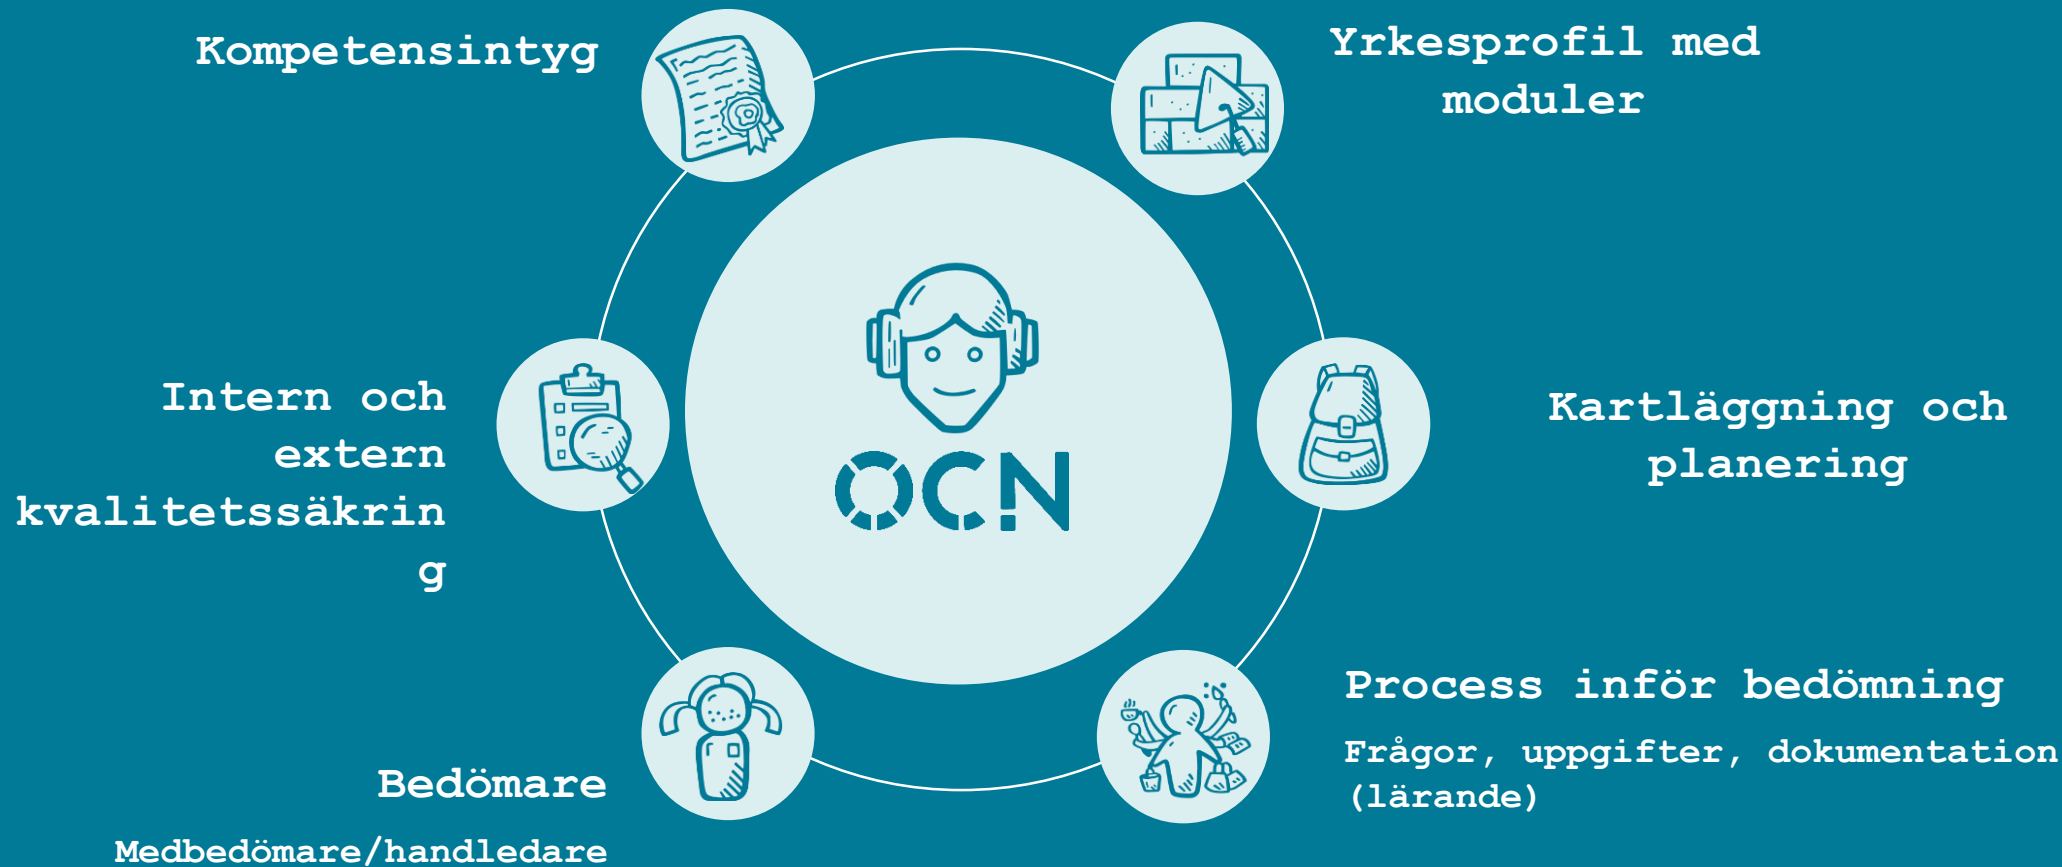 Kompetensintyg
Yrkesprofil med
moduler
Intern och
extern
kvalitetssäkrin
g
OCN
Kartläggning och
planering
Process inför bedömning
Frågor, uppgifter, dokumentation
(lärande)
Bedömare
Medbedömare/handledare